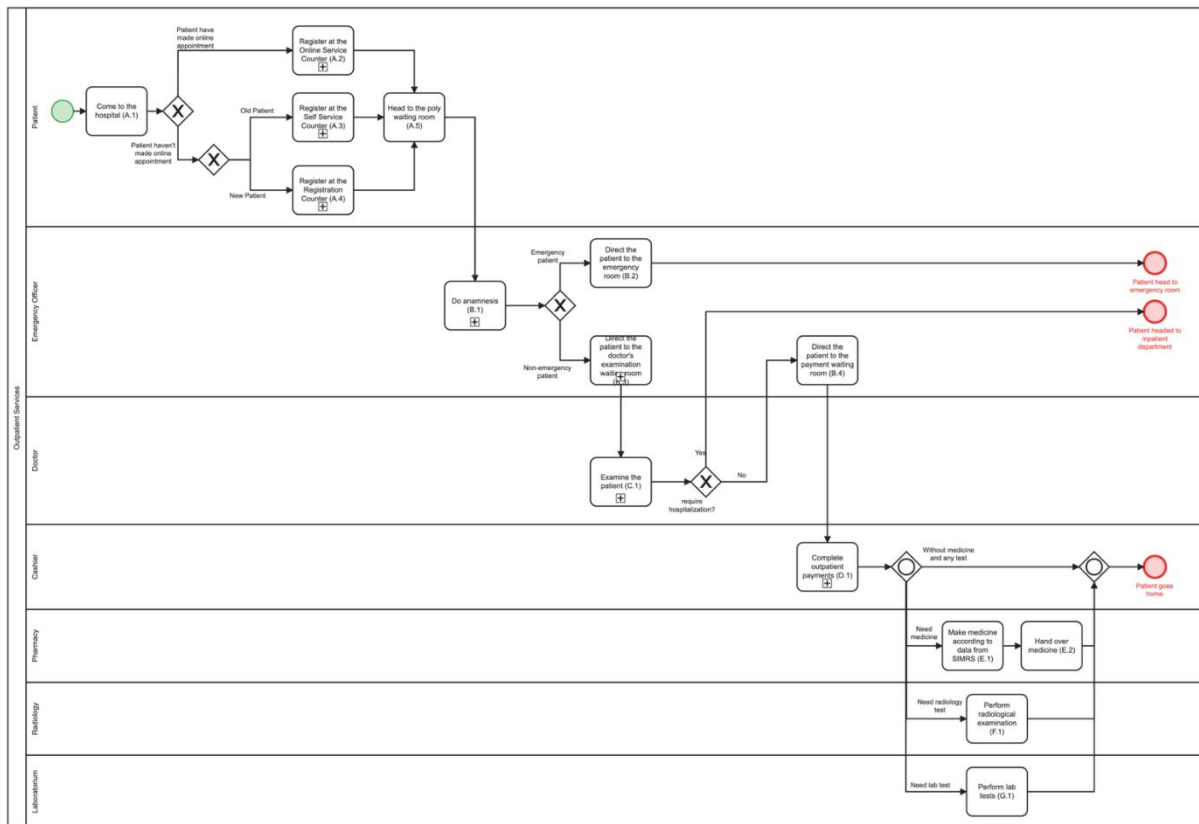 Outpatient Services
Patient
Patient have
made online
appointment
Register at the
Online Service
Counter (A.2)
Come to the
hospital (A.1)
Old Patient
Register at the
Self Service
Counter (A.3)
Head to the poly
waiting room
(A.5)
Patient haven't
made online
appointment
New Patient
Register at the
Registration
Counter (A.4)
Emergency Officer
Emergency
patient
Direct the
patient to the
emergency
room (B.2)
Patient head to
emergency room
Do anamnesis
(B.1)
Non-emergency
patient
Direct the
patient to the
doctor's
examination
waiting room
(B.3)
Direct the
patient to the
payment waiting
room (B.4)
Patient headed to
inpatient
department
Doctor
Yes
Examine the
patient (C.1)
No
require
hospitalization?
Cashier
Complete
outpatient
payments (D.1)
Without medicine
and any test
Patient goes
home
Pharmacy
Need
medicine
Make medicine
according to
data from
SIMRS (E.1)
Hand over
medicine (E.2)
Radiology
Need radiology
test
Perform
radiological
examination
(F.1)
Laboratorium
Need lab test
Perform lab
tests (G.1)